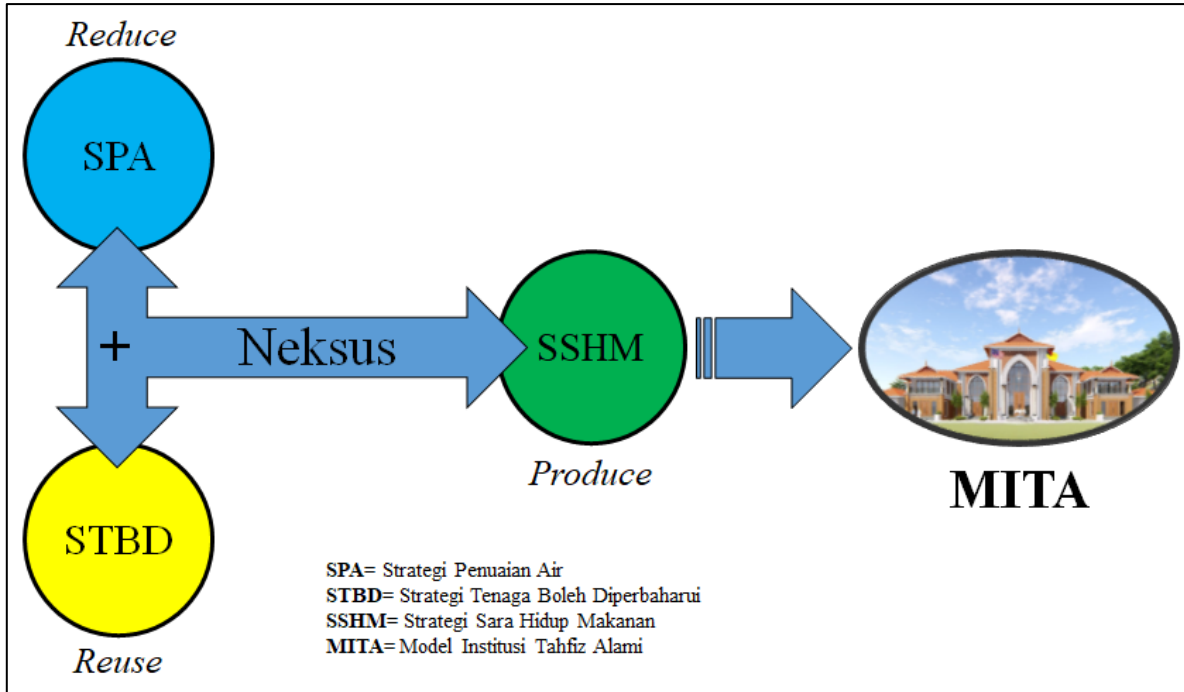 Reduce
SPA
+
Neksus
SSHM
Produce
MITA
STBD
Reuse
SPA= Strategi Penuaian Air
STBD= Strategi Tenaga Boleh Diperbaharui
SSHM= Strategi Sara Hidup Makanan
MITA= Model Institusi Tahfiz Alami